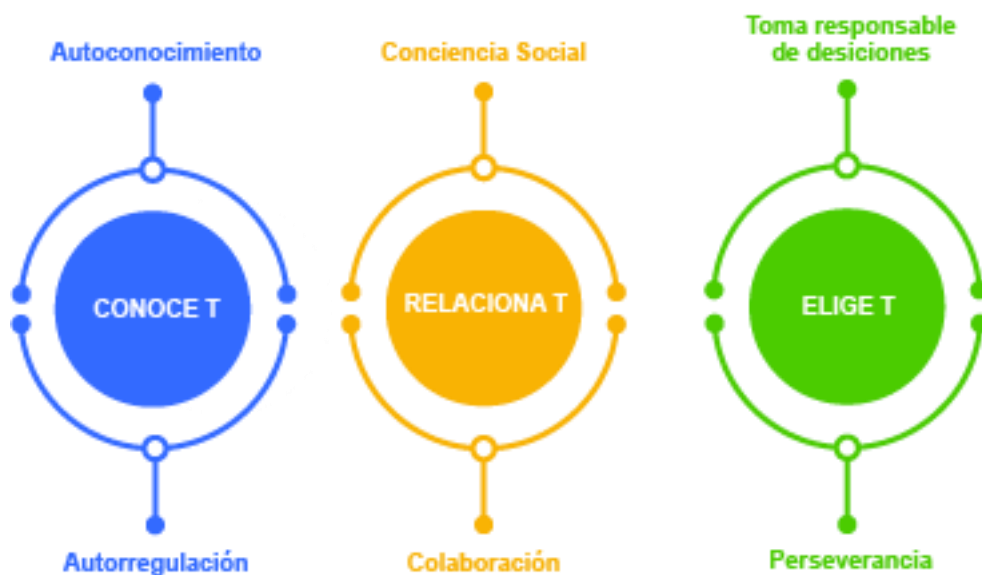 Autoconocimiento
Conciencia Social
Toma responsable
de desiciones
CONOCE T
RELACIONA T
ELIGE T
Autorregulación
Colaboración
Perseverancia